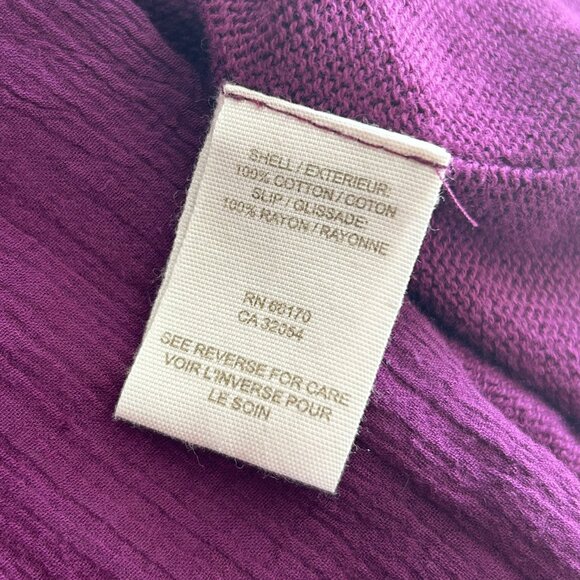 SHELL / EXTERIEUR:
100% COTTON / COTON
SLIP / GLISSADE:
100% RAYON / RAYONNE
RN 66170
CA 32054
SEE REVERSE FOR CARE
VOIR L'INVERSE POUR
LE SOIN